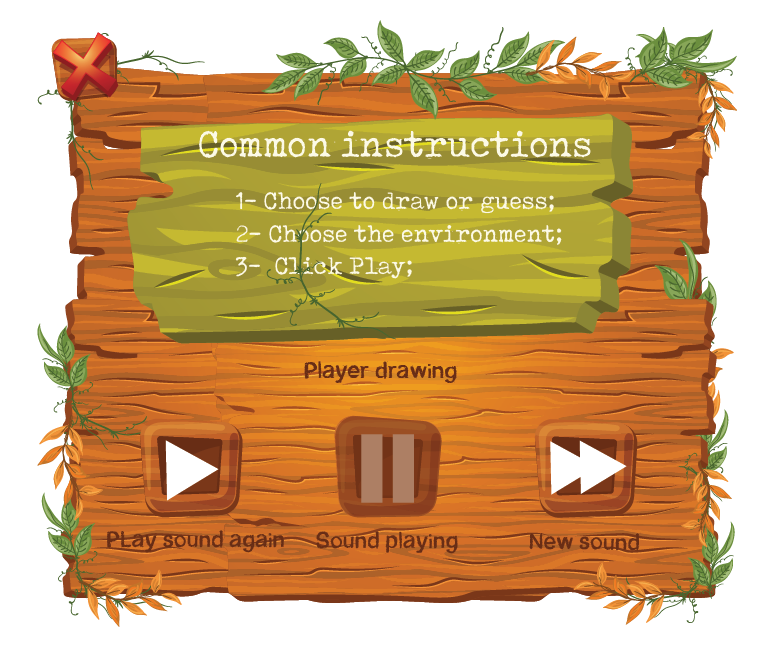 Common instructions
1- Choose to draw or guess;
2- Choose the environment;
3- Click Play;
Player drawing
PLay sound again
Sound playing
New sound